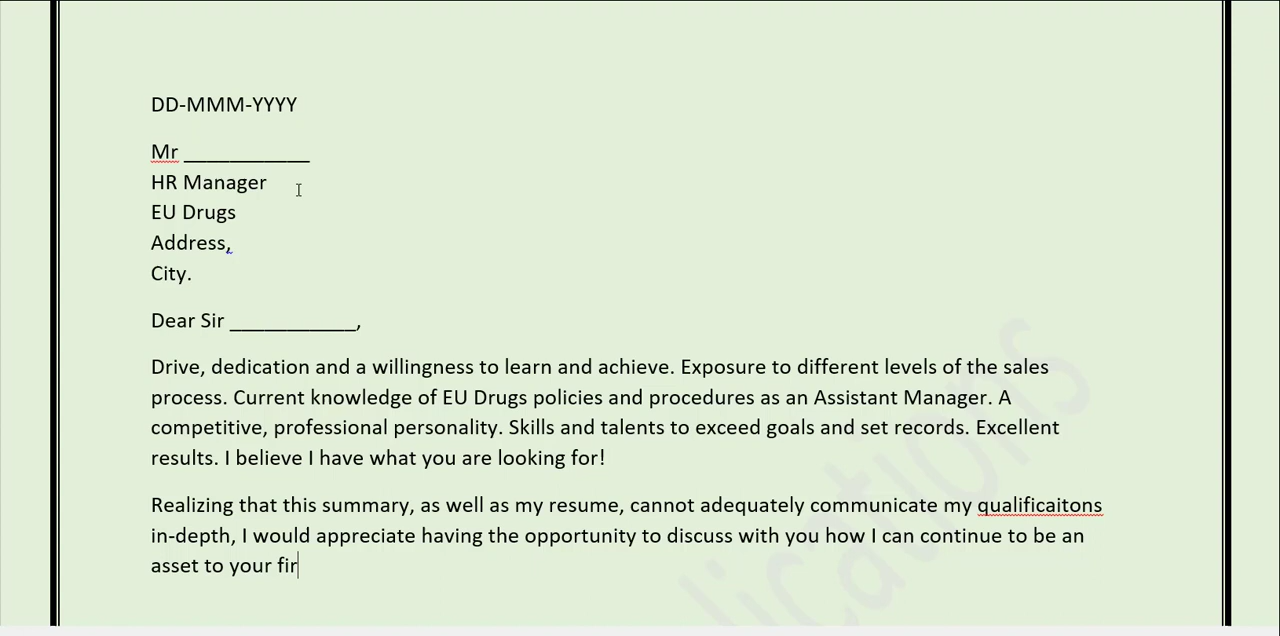 DD-MMM-YYYY
Mr ___________
HR Manager
EU Drugs
Address,
City.
Dear Sir ___________,
Drive, dedication and a willingness to learn and achieve. Exposure to different levels of the sales
process. Current knowledge of EU Drugs policies and procedures as an Assistant Manager. A
competitive, professional personality. Skills and talents to exceed goals and set records. Excellent
results. I believe I have what you are looking for!
Realizing that this summary, as well as my resume, cannot adequately communicate my qualificaitons
in-depth, I would appreciate having the opportunity to discuss with you how I can continue to be an
asset to your fir